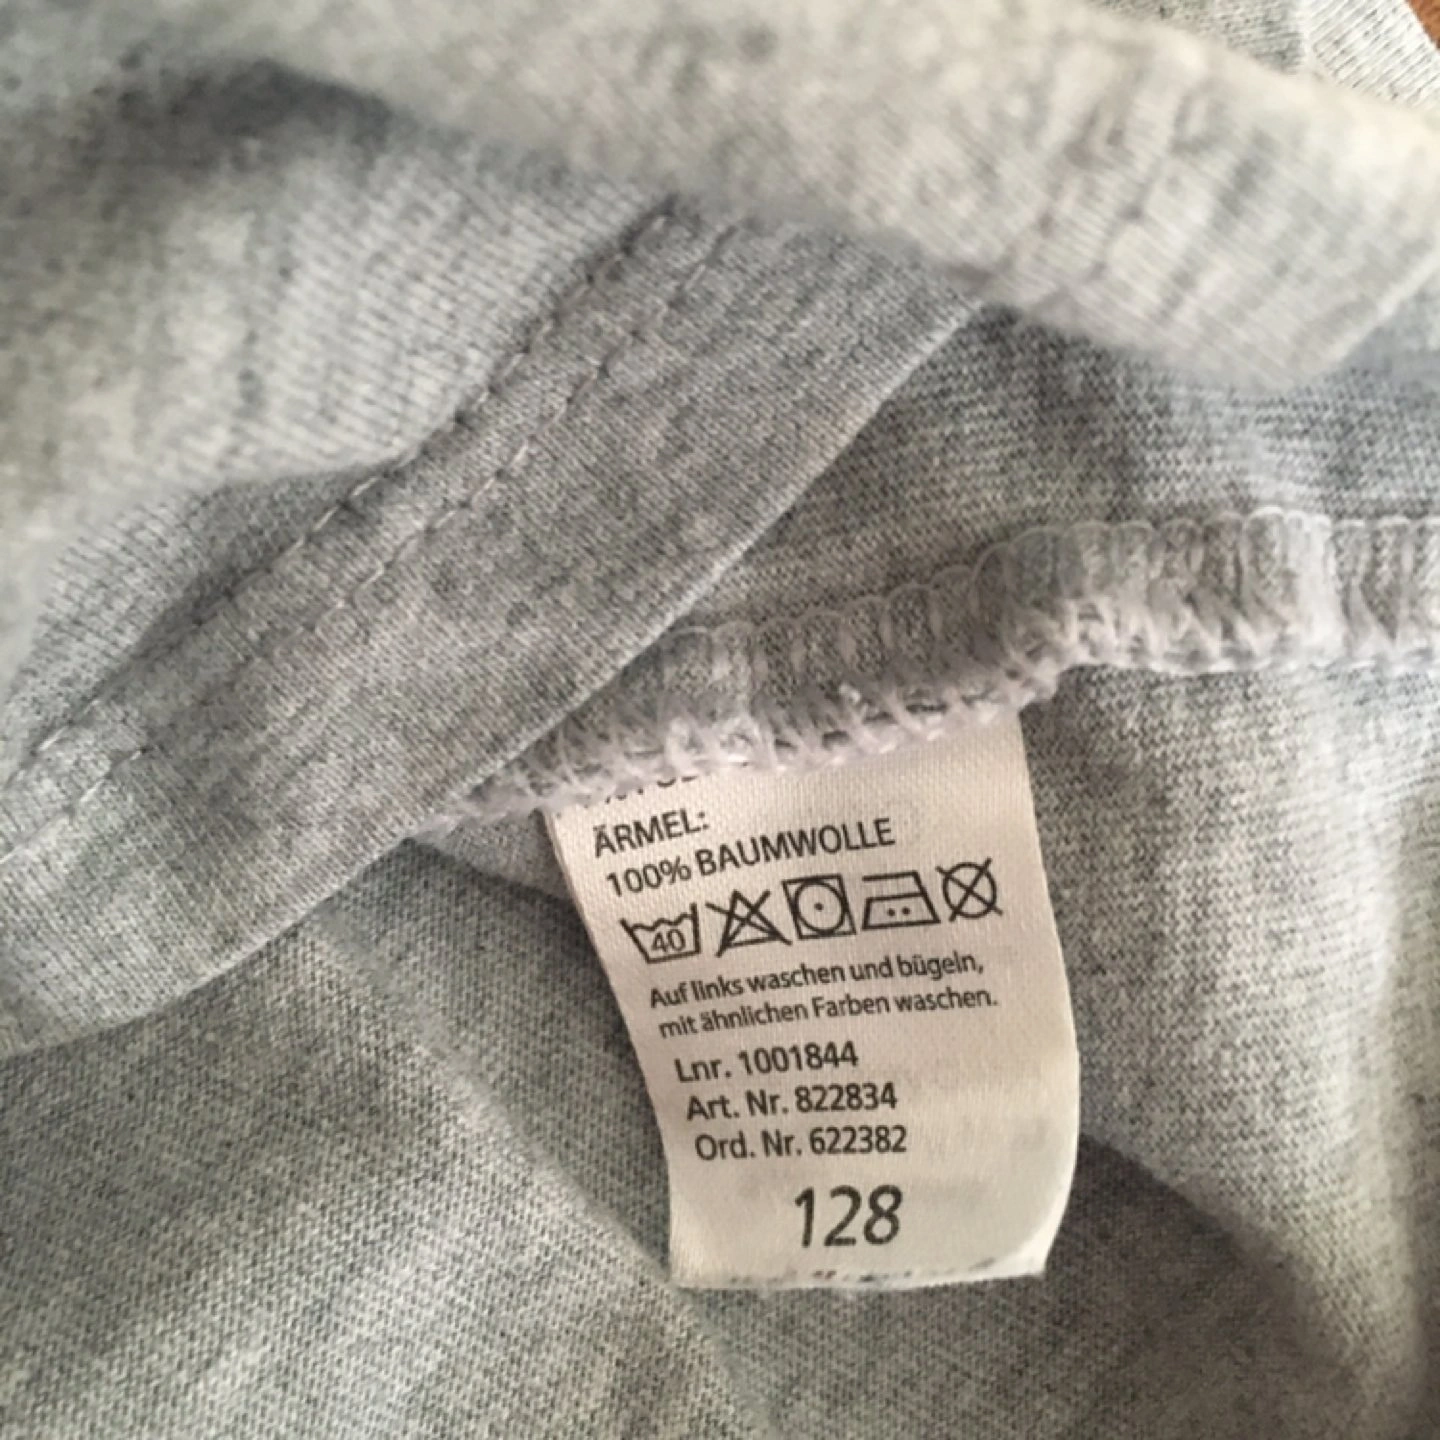 ÄRMEL:
100% BAUMWOLLE
40
Auf links waschen und bügeln,
mit ähnlichen Farben waschen.
Lnr. 1001844
Art. Nr. 822834
Ord. Nr. 622382
128